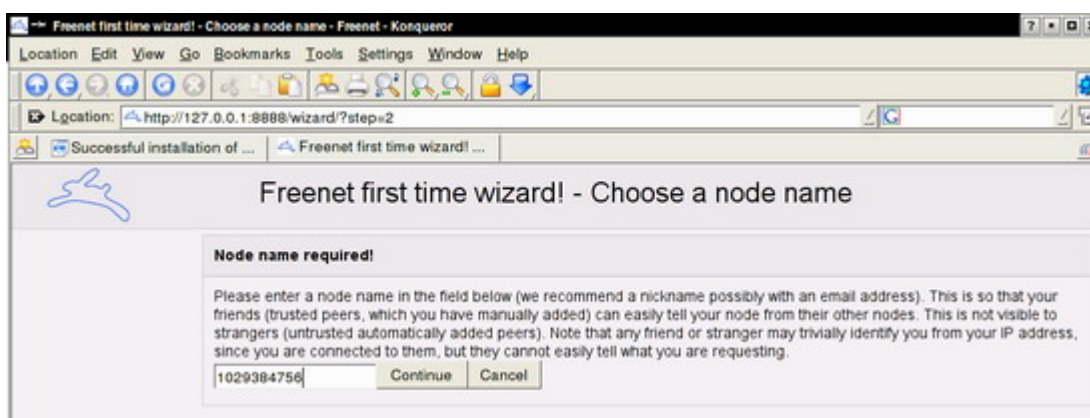 Freenet first time wizard! - Choose a node name - Freenet - Konqueror
Location Edit View Go Bookmarks Tools Settings Window Help
Location: http://127.0.0.1:8888/wizard/?step=2
Successful installation of ... Freenet first time wizard! ...
Freenet first time wizard! - Choose a node name
Node name required!
Please enter a node name in the field below (we recommend a nickname possibly with an email address). This is so that your
friends (trusted peers, which you have manually added) can easily tell your node from their other nodes. This is not visible to
strangers (untrusted automatically added peers). Note that any friend or stranger may trivially identify you from your IP address,
since you are connected to them, but they cannot easily tell what you are requesting.
1029384756 Continue Cancel